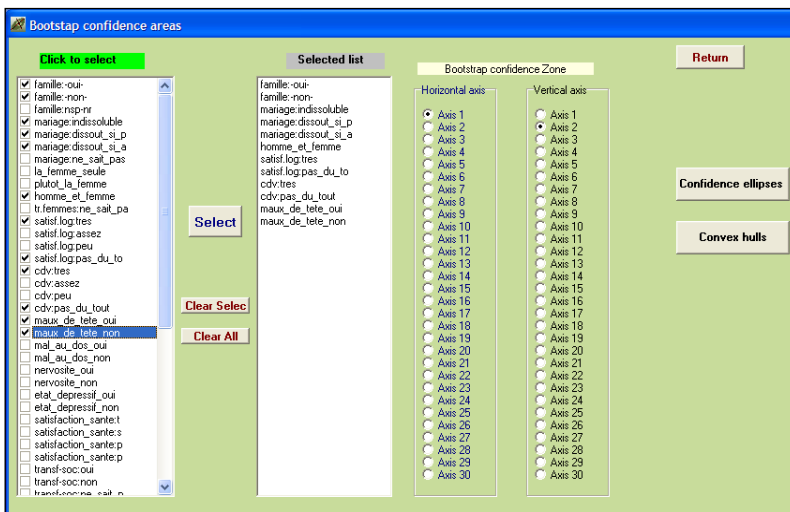 Bootstap confidence areas
Click to select
famille:-oui-
famille:-non-
famille:nsp-nr
mariage:indissoluble
mariage:dissout_si_p
mariage:dissout_si_a
mariage:ne_sait_pas
la_femme_seule
plutot_la_femme
homme_et_femme
tr.femmes:ne_sait_pa
satisf.log:tres
satisf.log:assez
satisf.log:peu
satisf.log:pas_du_to
cdv:tres
cdv:assez
cdv:peu
cdv:pas_du_tout
maux_de_tete_oui
maux_de_tete_non
mal_au_dos_oui
mal_au_dos_non
nervosite_oui
nervosite_non
etat_depressif_oui
etat_depressif_non
satisfaction_sante:t
satisfaction_sante:s
satisfaction_sante:p
satisfaction_sante:p
transf-soc:oui
transf-soc:non
transf-soc:ne_sait_p
Select
Clear Selec
Clear All
Selected list
famille:-oui-
famille:-non-
mariage:indissoluble
mariage:dissout_si_p
mariage:dissout_si_a
homme_et_femme
satisf.log:tres
satisf.log:pas_du_to
cdv:tres
cdv:pas_du_tout
maux_de_tete_oui
maux_de_tete_non
Bootstrap confidence Zone
Horizontal axis
Axis 1
Axis 2
Axis 3
Axis 4
Axis 5
Axis 6
Axis 7
Axis 8
Axis 9
Axis 10
Axis 11
Axis 12
Axis 13
Axis 14
Axis 15
Axis 16
Axis 17
Axis 18
Axis 19
Axis 20
Axis 21
Axis 22
Axis 23
Axis 24
Axis 25
Axis 26
Axis 27
Axis 28
Axis 29
Axis 30
Vertical axis
Axis 1
Axis 2
Axis 3
Axis 4
Axis 5
Axis 6
Axis 7
Axis 8
Axis 9
Axis 10
Axis 11
Axis 12
Axis 13
Axis 14
Axis 15
Axis 16
Axis 17
Axis 18
Axis 19
Axis 20
Axis 21
Axis 22
Axis 23
Axis 24
Axis 25
Axis 26
Axis 27
Axis 28
Axis 29
Axis 30
Return
Confidence ellipses
Convex hulls